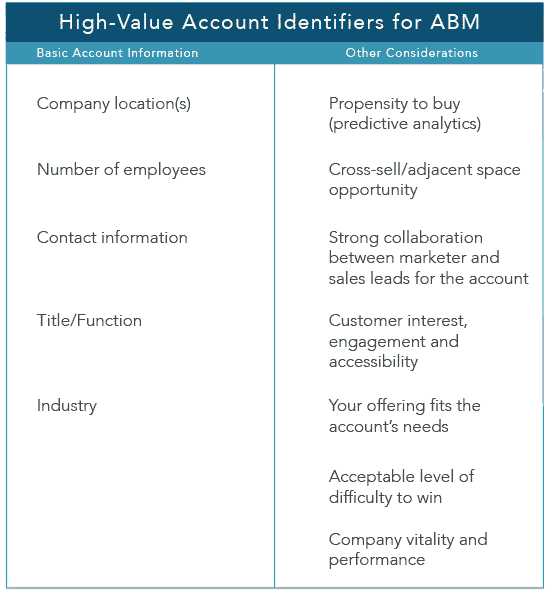 High-Value Account Identifiers for ABM
Basic Account Information
Other Considerations
Company location(s)
Propensity to buy
(predictive analytics)
Number of employees
Cross-sell/adjacent space
opportunity
Contact information
Strong collaboration
between marketer and
sales leads for the account
Title/Function
Customer interest,
engagement and
accessibility
Industry
Your offering fits the
account's needs
Acceptable level of
difficulty to win
Company vitality and
performance